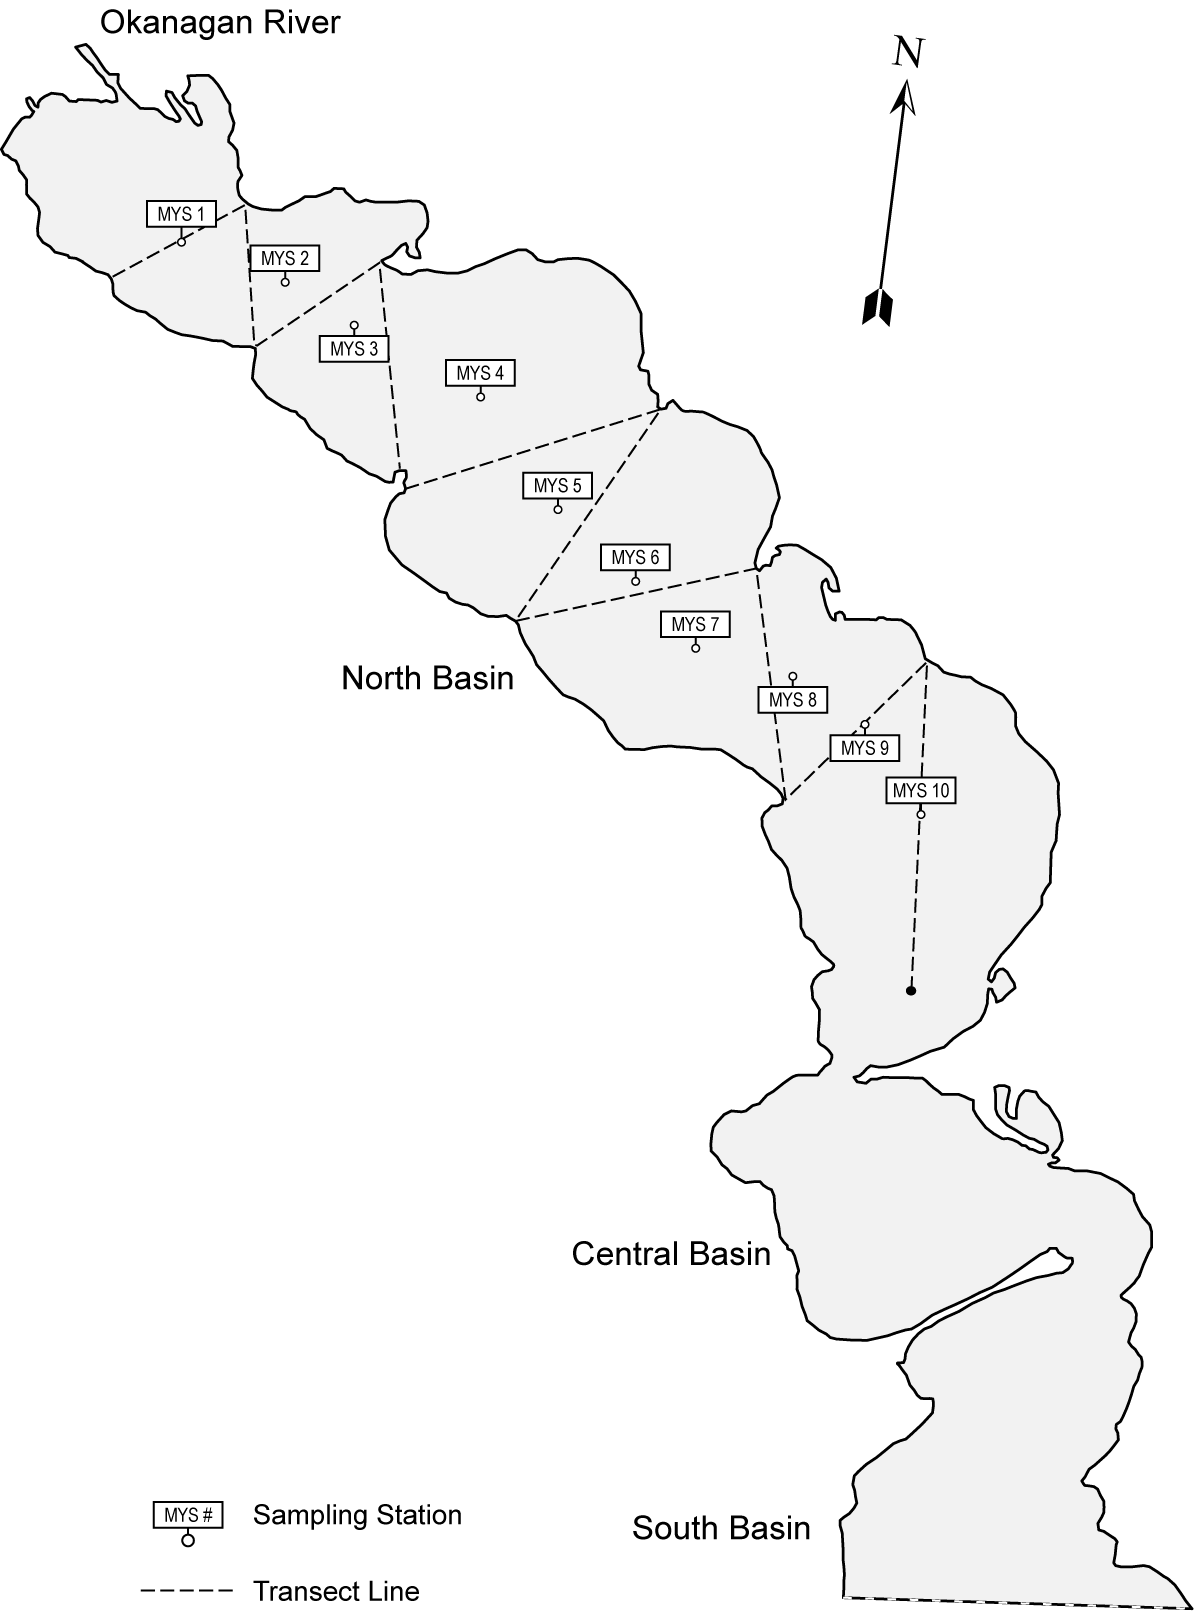 Okanagan River
N
MYS 1
MYS 2
MYS 3
MYS 4
MYS 5
MYS 6
MYS 7
North Basin
MYS 8
MYS 9
MYS 10
Central Basin
MYS #
Sampling Station
South Basin
Transect Line